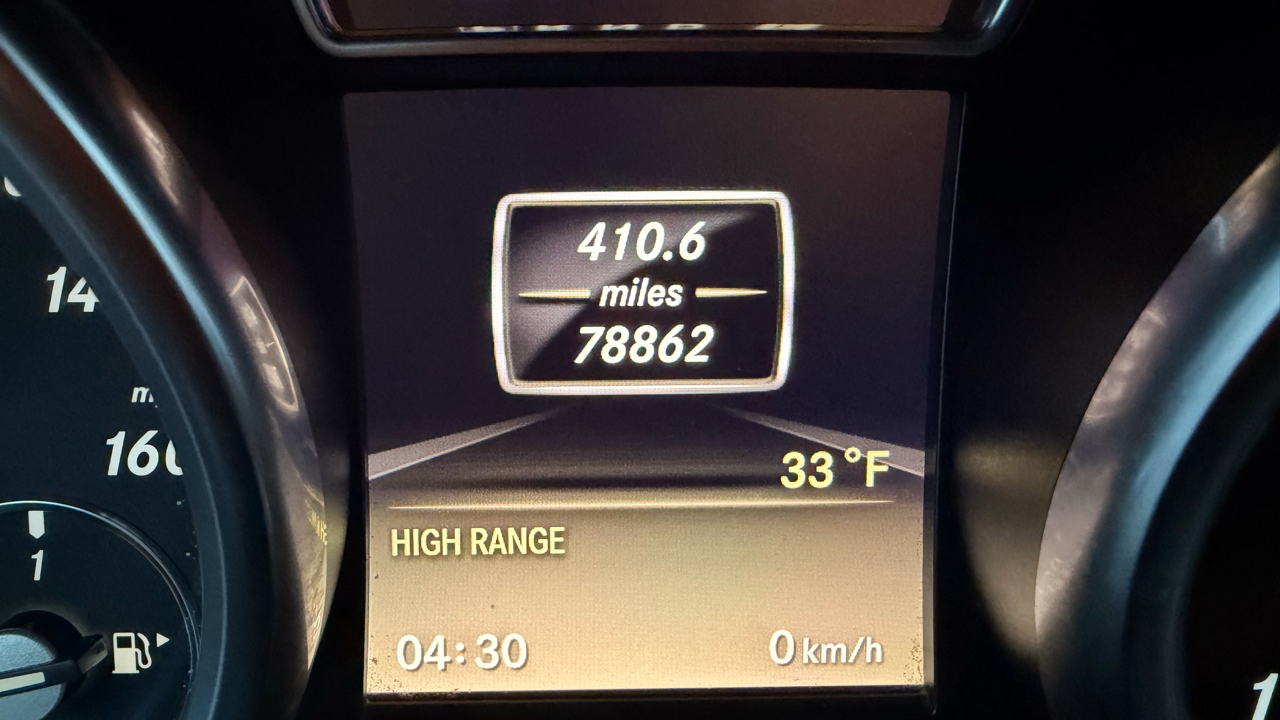 410.6
miles
78862
33°F
HIGH RANGE
04:30
0 km/h
14
160
1